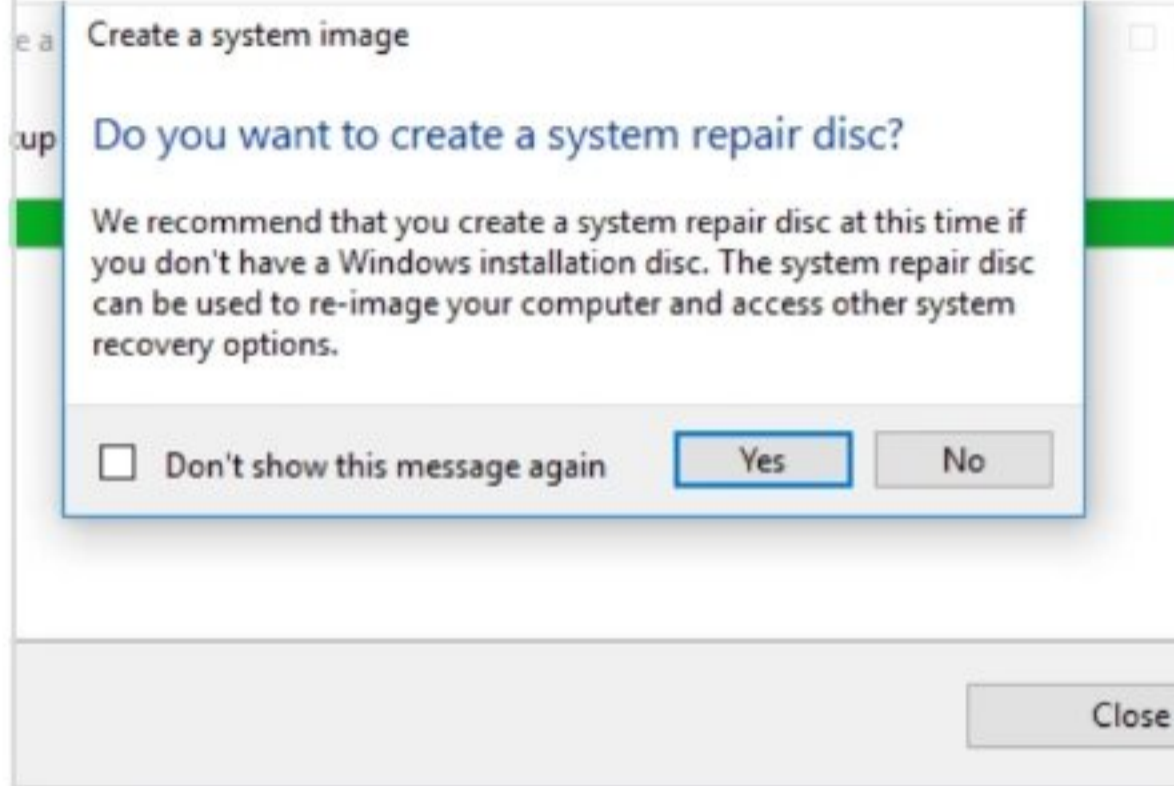 e a
Create a system image
Do you want to create a system repair disc?
up
We recommend that you create a system repair disc at this time if
you don't have a Windows installation disc. The system repair disc
can be used to re-image your computer and access other system
recovery options.
Don't show this message again
Yes
No
Close